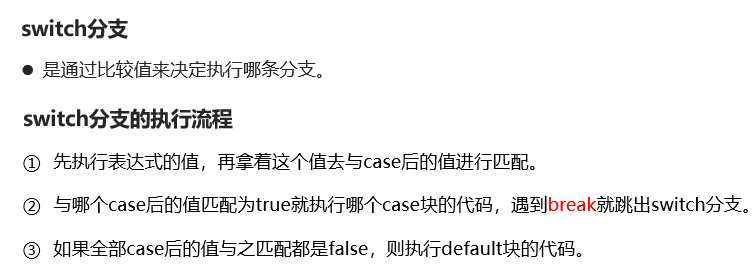 switch分支
● 是通过比较值来决定执行哪条分支。
switch分支的执行流程
① 先执行表达式的值，再拿着这个值去与case后的值进行匹配。
② 与哪个case后的值匹配为true就执行哪个case块的代码，遇到break就跳出switch分支。
③ 如果全部case后的值与之匹配都是false，则执行default块的代码。